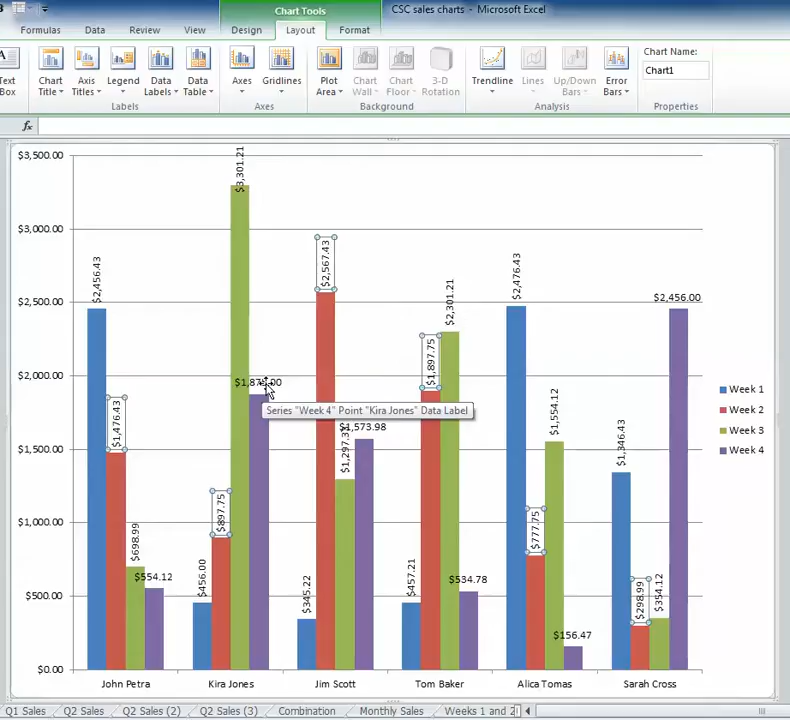 Chart Tools
CSC sales charts - Microsoft Excel
Formulas Data Review View Design Layout Format
Text Box
Chart Title
Axis Titles
Legend
Data Labels
Data Table
Axes
Gridlines
Plot Area
Chart Wall
Chart Floor
3-D Rotation
Trendline
Lines
Up/Down Bars
Error Bars
Chart Name:
Chart1
Labels Axes Background Analysis Properties
fx
$3,500.00
$3,000.00
$2,500.00
$2,000.00
$1,500.00
$1,000.00
$500.00
$0.00
$2,456.43
$1,476.43
$698.99
$554.12
$456.00
$897.75
$3,301.21
Series "Week 4" Point "Kira Jones" Data Label
$345.22
$2,567.43
$1,573.98
$457.21
$1,897.75
$2,301.21
$534.78
$2,476.43
$777.75
$1,554.12
$156.47
$1,346.43
$298.99
$354.12
$2,456.00
John Petra Kira Jones Jim Scott Tom Baker Alica Tomas Sarah Cross
Week 1
Week 2
Week 3
Week 4
Q1 Sales Q2 Sales Q2 Sales (2) Q2 Sales (3) Combination Monthly Sales Weeks 1 and